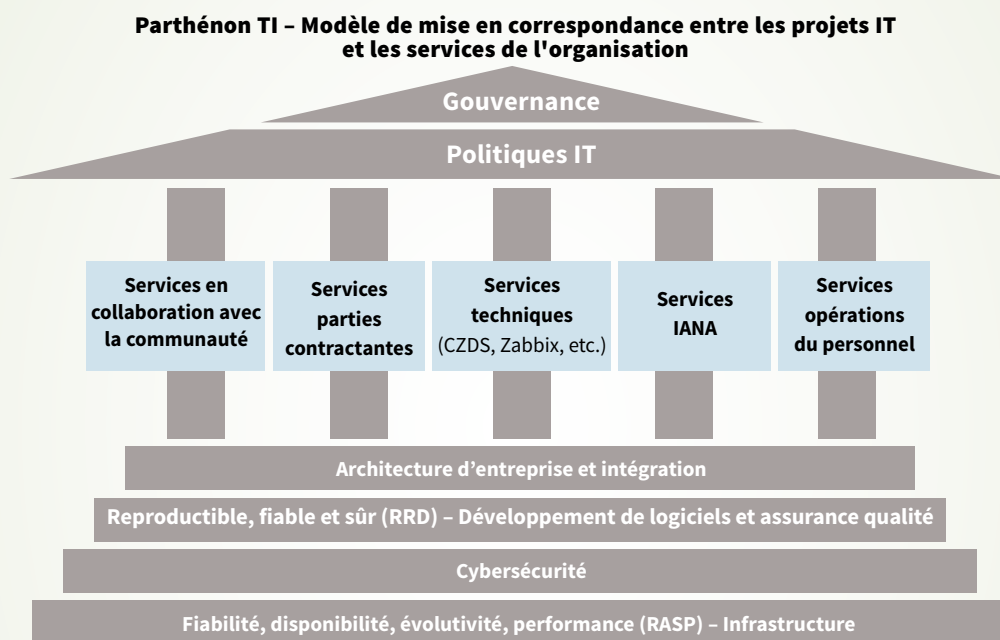 Parthénon TI – Modèle de mise en correspondance entre les projets IT
et les services de l'organisation
Gouvernance
Politiques IT
Services en
collaboration avec
la communauté
Services
parties
contractantes
Services
techniques
(CZDS, Zabbix, etc.)
Services
IANA
Services
opérations
du personnel
Architecture d’entreprise et intégration
Reproductible, fiable et sûr (RRD) – Développement de logiciels et assurance qualité
Cybersécurité
Fiabilité, disponibilité, évolutivité, performance (RASP) – Infrastructure